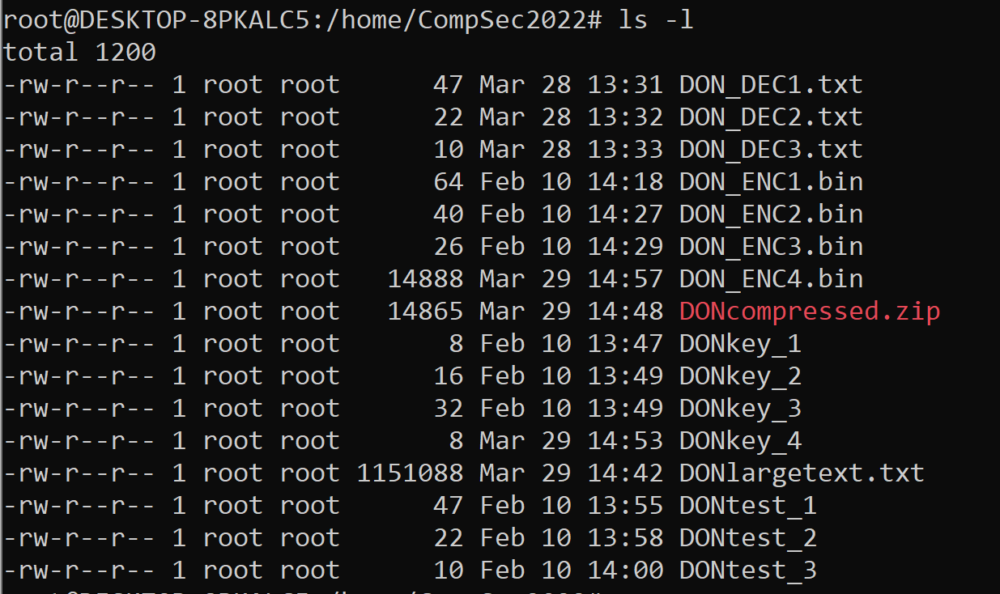 root@DESKTOP-8PKALC5:/home/CompSec2022# ls -l
total 1200
-rw-r--r-- 1 root root      47 Mar 28 13:31 DON_DEC1.txt
-rw-r--r-- 1 root root      22 Mar 28 13:32 DON_DEC2.txt
-rw-r--r-- 1 root root      10 Mar 28 13:33 DON_DEC3.txt
-rw-r--r-- 1 root root      64 Feb 10 14:18 DON_ENC1.bin
-rw-r--r-- 1 root root      40 Feb 10 14:27 DON_ENC2.bin
-rw-r--r-- 1 root root      26 Feb 10 14:29 DON_ENC3.bin
-rw-r--r-- 1 root root   14888 Mar 29 14:57 DON_ENC4.bin
-rw-r--r-- 1 root root   14865 Mar 29 14:48 DONcompressed.zip
-rw-r--r-- 1 root root       8 Feb 10 13:47 DONkey_1
-rw-r--r-- 1 root root      16 Feb 10 13:49 DONkey_2
-rw-r--r-- 1 root root      32 Feb 10 13:49 DONkey_3
-rw-r--r-- 1 root root       8 Mar 29 14:53 DONkey_4
-rw-r--r-- 1 root root 1151088 Mar 29 14:42 DONlargetext.txt
-rw-r--r-- 1 root root      47 Feb 10 13:55 DONtest_1
-rw-r--r-- 1 root root      22 Feb 10 13:58 DONtest_2
-rw-r--r-- 1 root root      10 Feb 10 14:00 DONtest_3